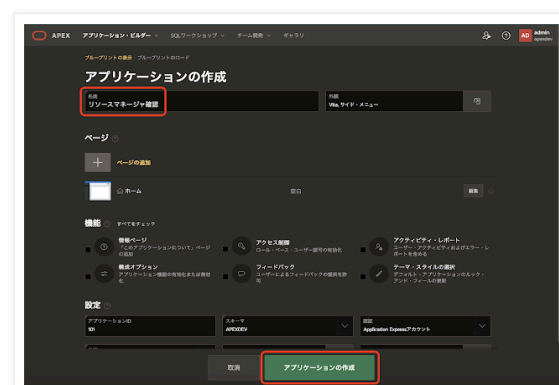 APEX アプリケーション・ビルダー SQLワークショップ チーム開発 ギャラリ AD admin apexdev
ブループリントの表示 ブループリントのロード
アプリケーションの作成
名前 外観
リソースマネージャ確認 Vita, サイド・メニュー
ページ
ページの追加
ホーム 空白 編集
機能 すべてをチェック
情報ページ アクセス制御 アクティビティ・レポート
「このアプリケーションについて」ページの追加 ロール・ベース・ユーザー認可の有効化 ユーザー・アクティビティおよびエラー・レポートを含める
構成オプション フィードバック テーマ・スタイルの選択
アプリケーション機能の有効化または無効化 ユーザーによるフィードバックの提供を許可 デフォルト・アプリケーションのルック・アンド・フィールの更新
設定
アプリケーションID スキーマ 認証
101 APEXDEV Application Expressアカウント
取消 アプリケーションの作成